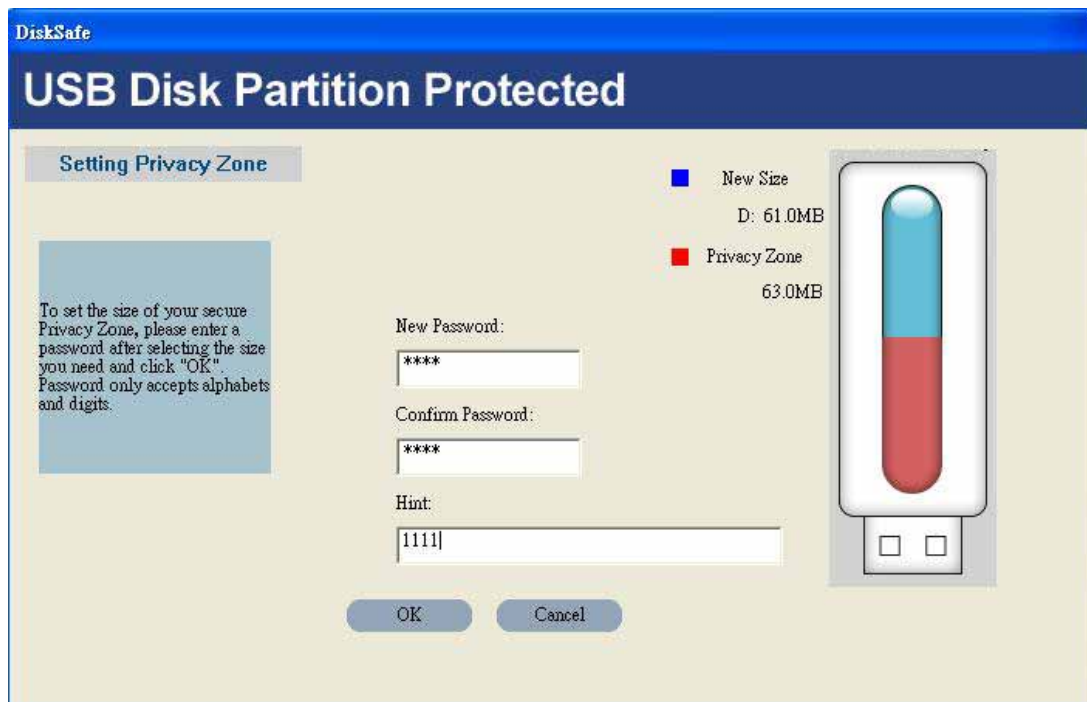 DiskSafe
USB Disk Partition Protected
Setting Privacy Zone
To set the size of your secure
Privacy Zone, please enter a
password after selecting the size
you need and click "OK".
Password only accepts alphabets
and digits.
New Size
D: 61.0MB
Privacy Zone
63.0MB
New Password:
****
Confirm Password:
****
Hint:
1111
OK
Cancel